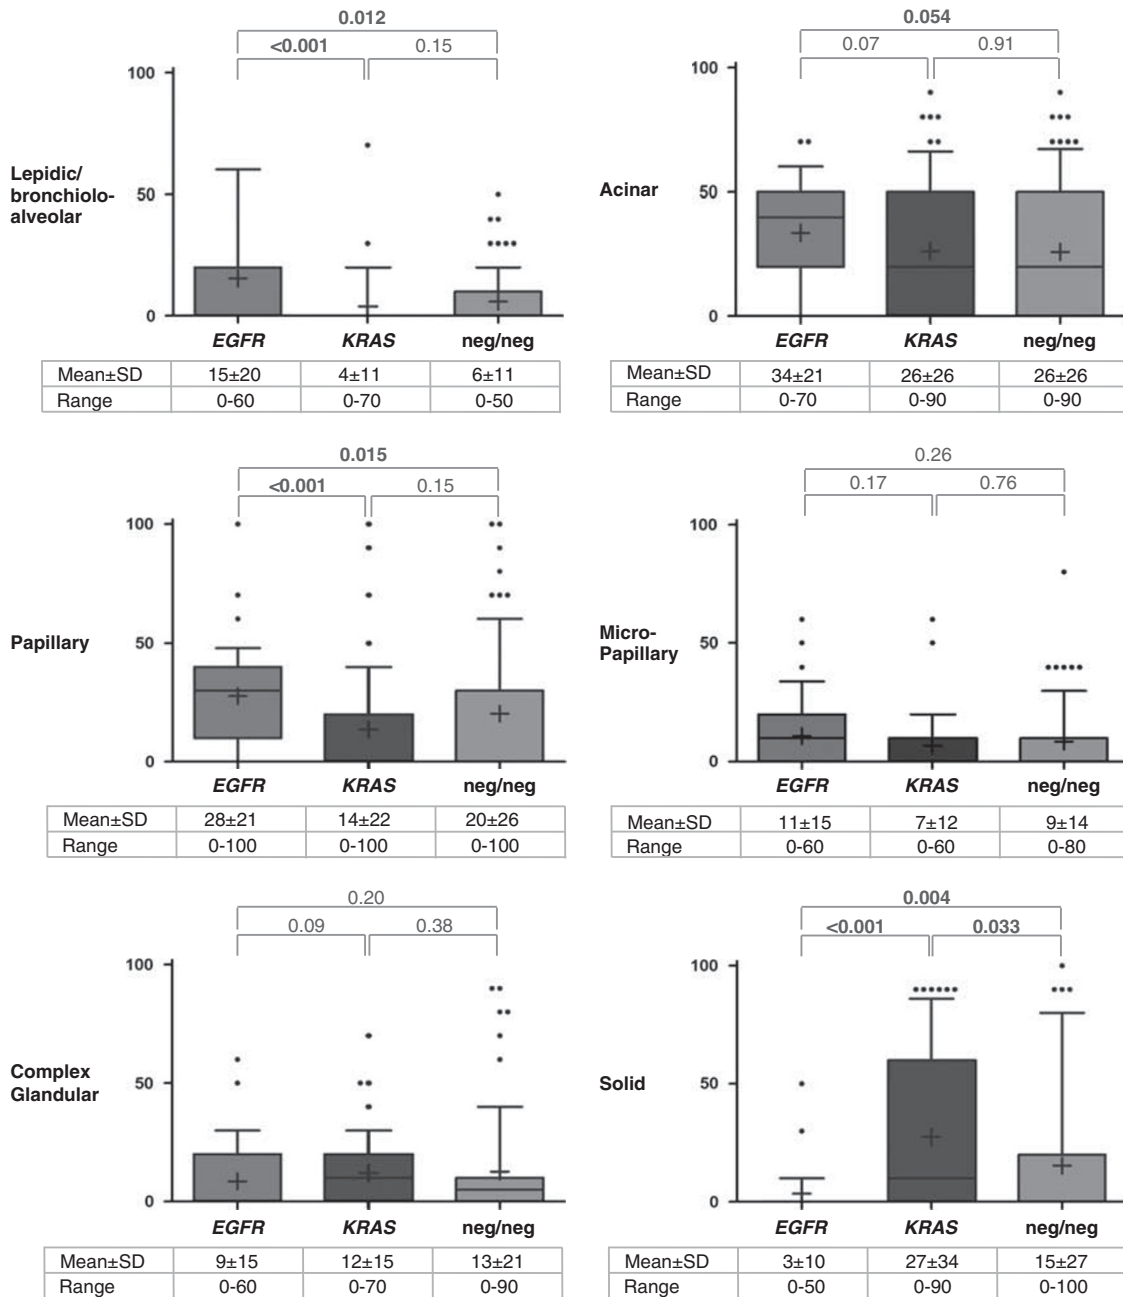 0.012
<0.001 0.15
100
50
0
Lepidic/
bronchiolo-
alveolar
EGFR KRAS neg/neg
Mean±SD 15±20 4±11 6±11
Range 0-60 0-70 0-50
0.054
0.07 0.91
100
50
0
Acinar
EGFR KRAS neg/neg
Mean±SD 34±21 26±26 26±26
Range 0-70 0-90 0-90
0.015
<0.001 0.15
100
50
0
Papillary
EGFR KRAS neg/neg
Mean±SD 28±21 14±22 20±26
Range 0-100 0-100 0-100
0.26
0.17 0.76
100
50
0
Micro-
Papillary
EGFR KRAS neg/neg
Mean±SD 11±15 7±12 9±14
Range 0-60 0-60 0-80
0.20
0.09 0.38
100
50
0
Complex
Glandular
EGFR KRAS neg/neg
Mean±SD 9±15 12±15 13±21
Range 0-60 0-70 0-90
0.004
<0.001 0.033
100
50
0
Solid
EGFR KRAS neg/neg
Mean±SD 3±10 27±34 15±27
Range 0-50 0-90 0-100